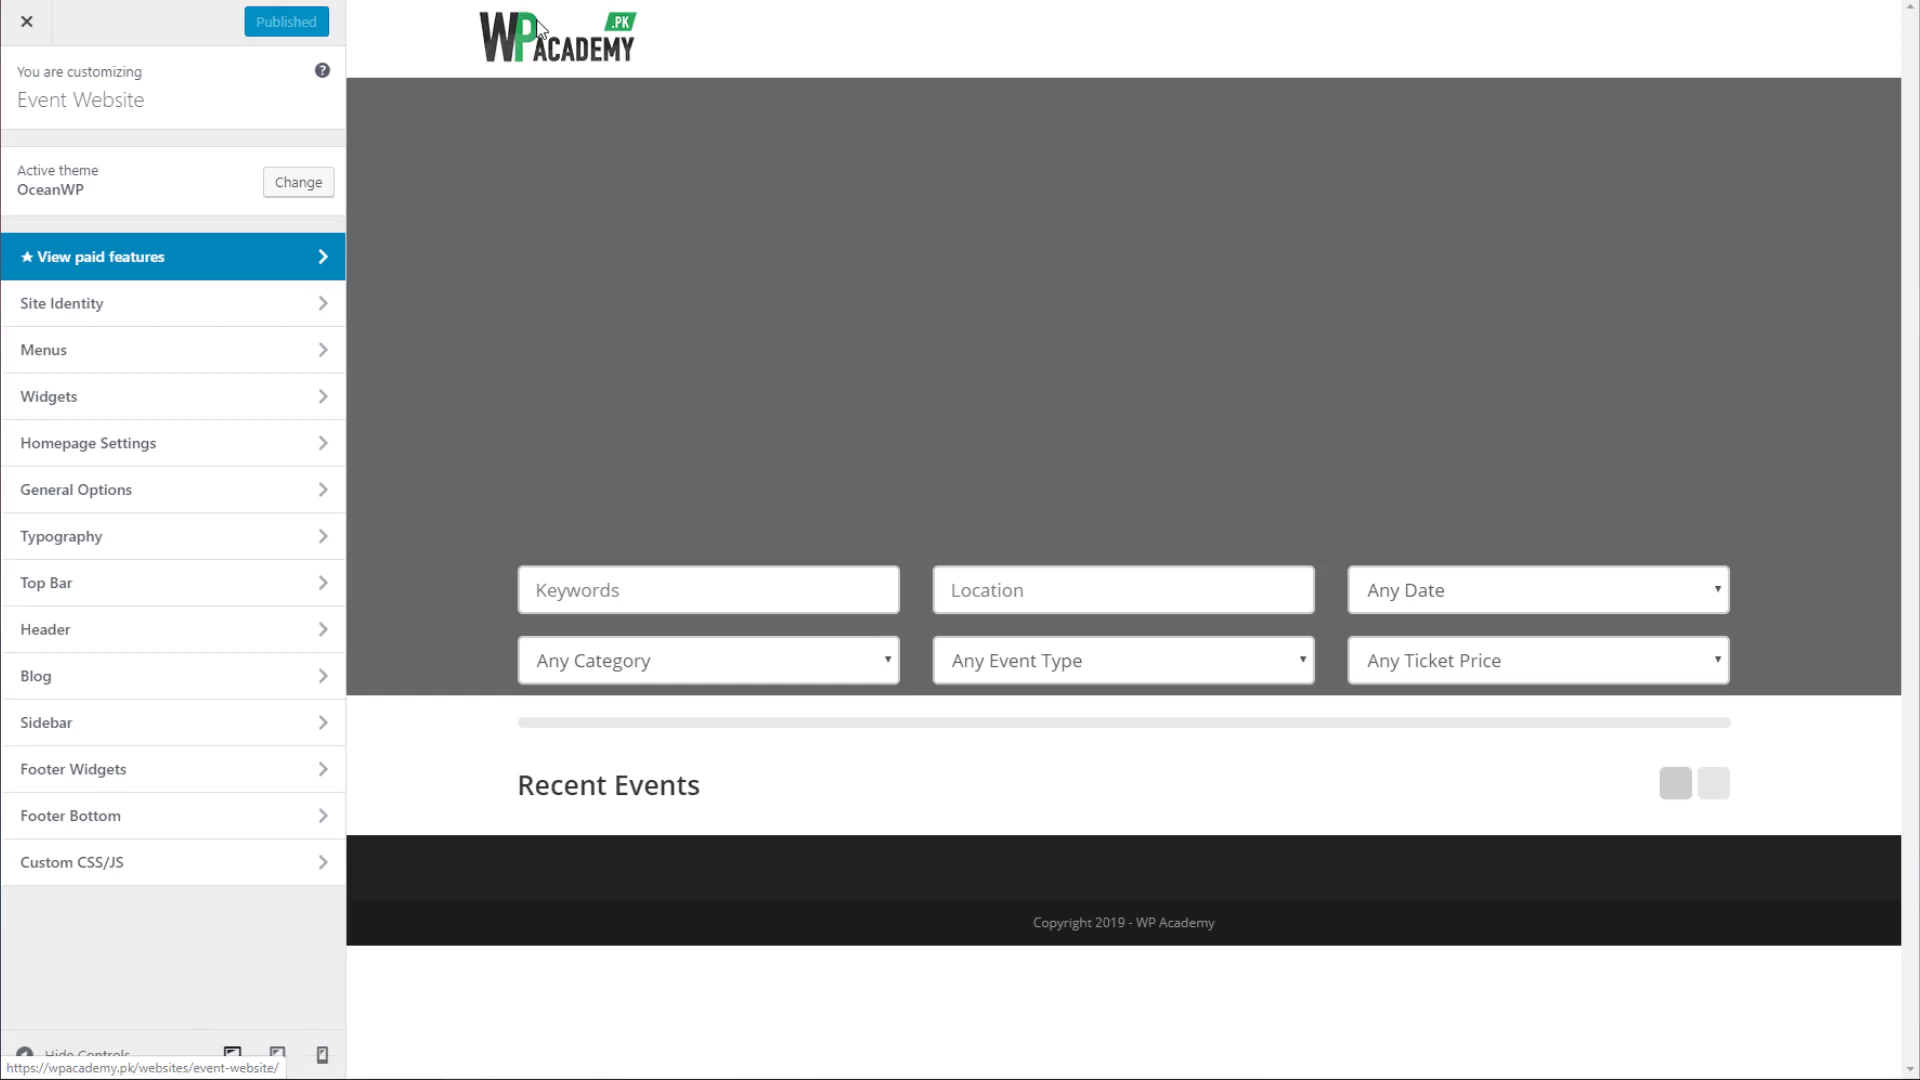 Published
You are customizing
Event Website
Active theme
OceanWP
Change
★ View paid features
Site Identity
Menus
Widgets
Homepage Settings
General Options
Typography
Top Bar
Header
Blog
Sidebar
Footer Widgets
Footer Bottom
Custom CSS/JS
Hide Controls
https://wpacademy.pk/websites/event-website/
WPACADEMY .PK
Keywords
Location
Any Date
Any Category
Any Event Type
Any Ticket Price
Recent Events
Copyright 2019 - WP Academy